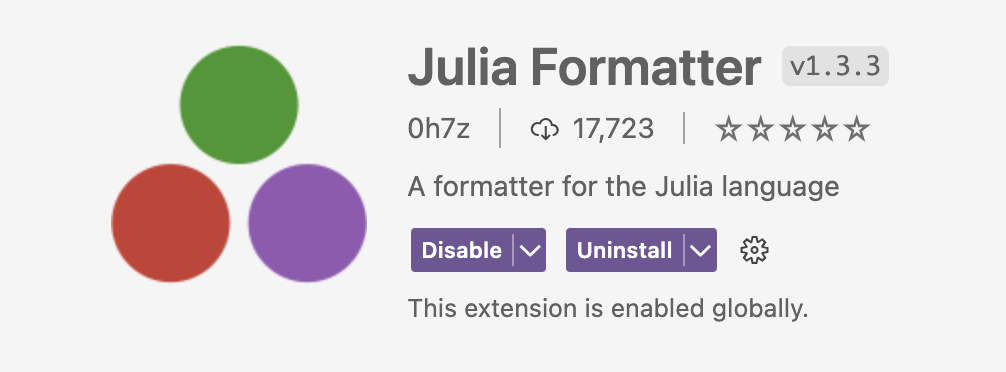 Julia Formatter v1.3.3
0h7z 17,723
A formatter for the Julia language
Disable Uninstall
This extension is enabled globally.